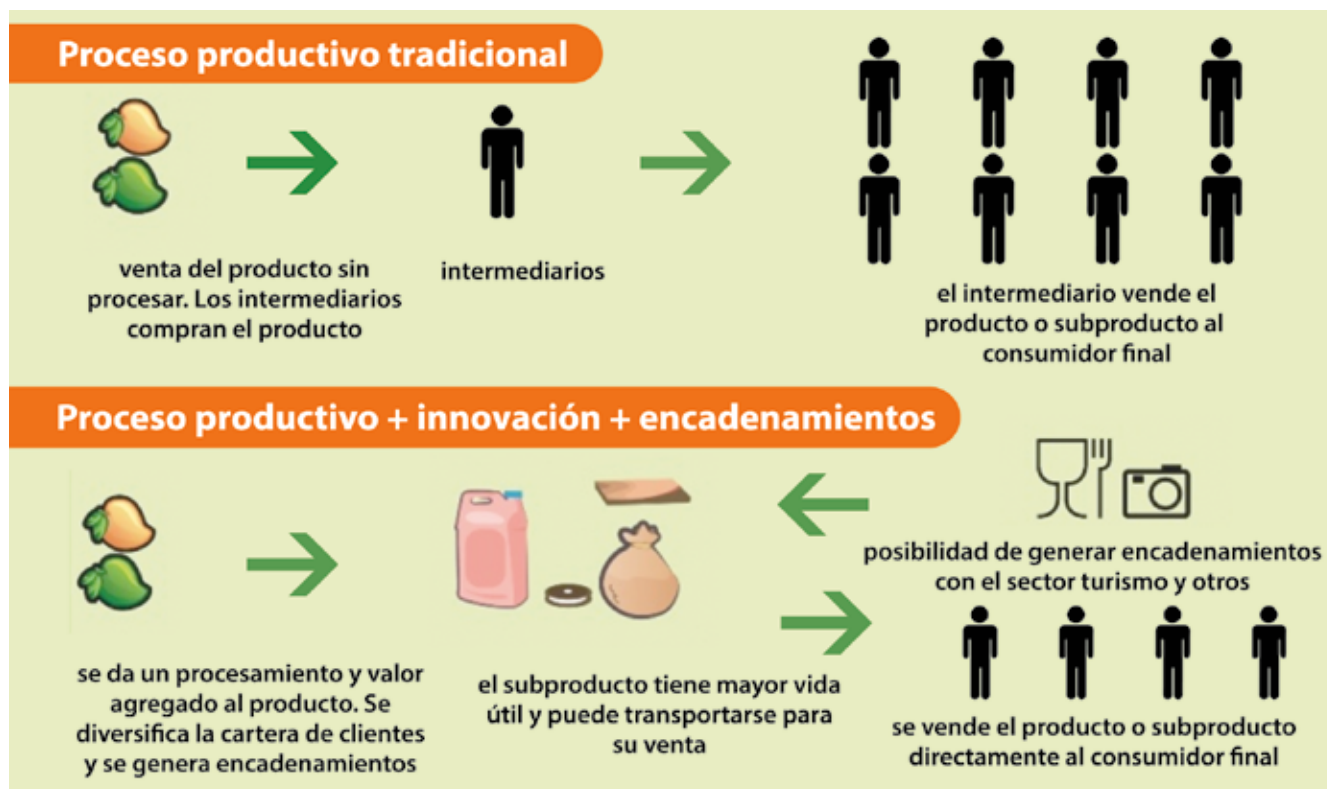 Proceso productivo tradicional
venta del producto sin
procesar. Los intermediarios
compran el producto
intermediarios
el intermediario vende el
producto o subproducto al
consumidor final
Proceso productivo + innovación + encadenamientos
se da un procesamiento y valor
agregado al producto. Se
diversifica la cartera de clientes
y se genera encadenamientos
el subproducto tiene mayor vida
útil y puede transportarse para
su venta
posibilidad de generar encadenamientos
con el sector turismo y otros
se vende el producto o subproducto
directamente al consumidor final